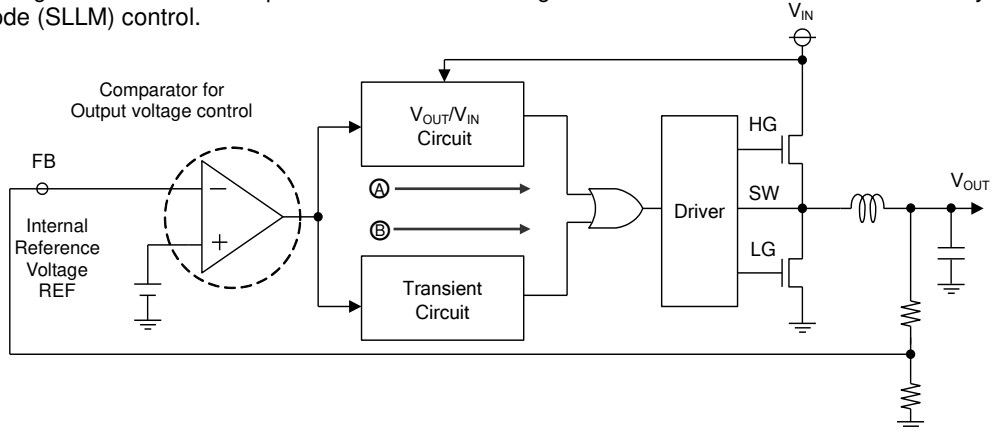 ode (SLLM) control.
VIN
Comparator for
Output voltage control
VOUT/VIN
Circuit
HG
FB
A
SW
VOUT
Driver
B
Internal
Reference
Voltage
REF
LG
Transient
Circuit